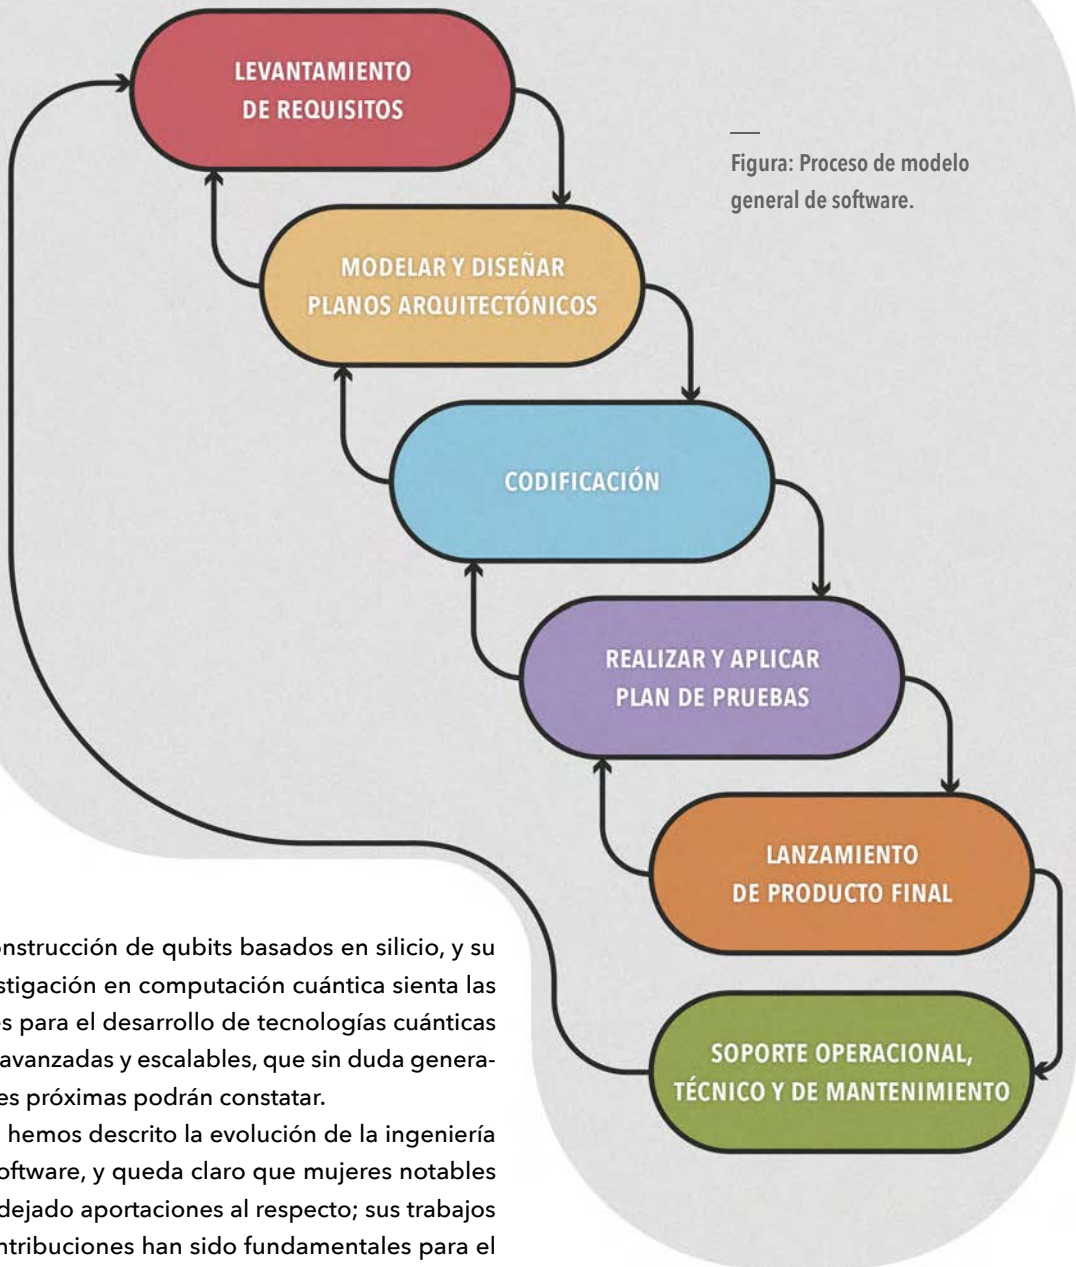 LEVANTAMIENTO
DE REQUISITOS
Figura: Proceso de modelo
general de software.
MODELAR Y DISEÑAR
PLANOS ARQUITECTÓNICOS
CODIFICACIÓN
REALIZAR Y APLICAR
PLAN DE PRUEBAS
LANZAMIENTO
DE PRODUCTO FINAL
SOPORTE OPERACIONAL,
TÉCNICO Y DE MANTENIMIENTO
onstrucción de qubits basados en silicio, y su
stigación en computación cuántica sienta las
s para el desarrollo de tecnologías cuánticas
avanzadas y escalables, que sin duda genera-
es próximas podrán constatar.
hemos descrito la evolución de la ingeniería
oftware, y queda claro que mujeres notables
dejado aportaciones al respecto; sus trabajos
ntribuciones han sido fundamentales para el